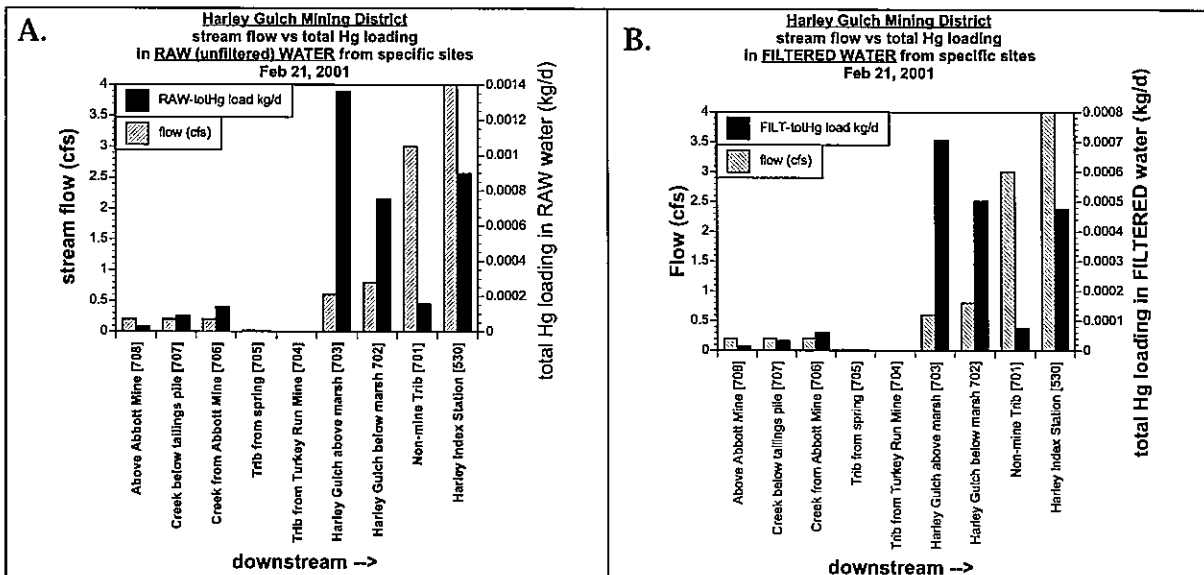 A.
Harley Gulch Mining District
stream flow vs total Hg loading
in RAW (unfiltered) WATER from specific sites
Feb 21, 2001
RAW-totHg load kg/d
flow (cfs)
stream flow (cfs)
4
3.5
3
2.5
2
1.5
1
0.5
0
0.0014
0.0012
0.001
0.0008
0.0006
0.0004
0.0002
0
total Hg loading in RAW water (kg/d)
Above Abbott Mine [708]
Creek below tailings pile [707]
Creek from Abbott Mine [706]
Trib from spring [705]
Trib from Turkey Run Mine [704]
Harley Gulch above marsh [703]
Harley Gulch below marsh 702]
Non-mine Trib [701]
Harley Index Station [530]
downstream -->
B.
Harley Gulch Mining District
stream flow vs total Hg loading
in FILTERED WATER from specific sites
Feb 21, 2001
FILT-totHg load kg/d
flow (cfs)
Flow (cfs)
4
3.5
3
2.5
2
1.5
1
0.5
0
0.0008
0.0007
0.0006
0.0005
0.0004
0.0003
0.0002
0.0001
0
total Hg loading in FILTERED water (kg/d)
Above Abbott Mine [708]
Creek below tailings pile [707]
Creek from Abbott Mine [706]
Trib from spring [705]
Trib from Turkey Run Mine [704]
Harley Gulch above marsh [703]
Harley Gulch below marsh 702]
Non-mine Trib [701]
Harley Index Station [530]
downstream -->